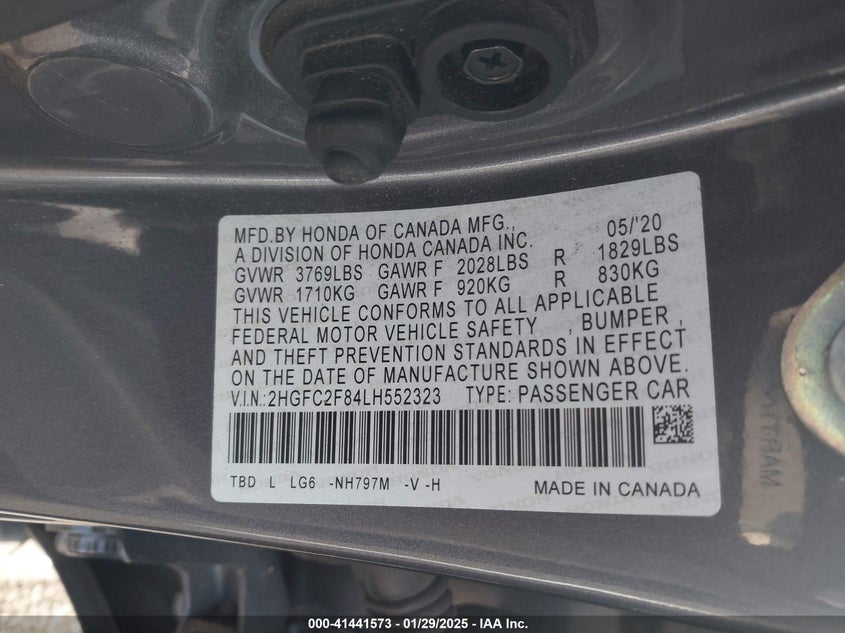 MFD.BY HONDA OF CANADA MFG., 05/'20
A DIVISION OF HONDA CANADA INC.
GVWR 3769LBS GAWR F 2028LBS R 1829LBS
GVWR 1710KG GAWR F 920KG R 830KG
THIS VEHICLE CONFORMS TO ALL APPLICABLE
FEDERAL MOTOR VEHICLE SAFETY , BUMPER ,
AND THEFT PREVENTION STANDARDS IN EFFECT
ON THE DATE OF MANUFACTURE SHOWN ABOVE.
V.I.N.:2HGFC2F84LH552323 TYPE: PASSENGER CAR
TBD L LG6 -NH797M -V -H
MADE IN CANADA
000-41441573 - 01/29/2025 - IAA Inc.